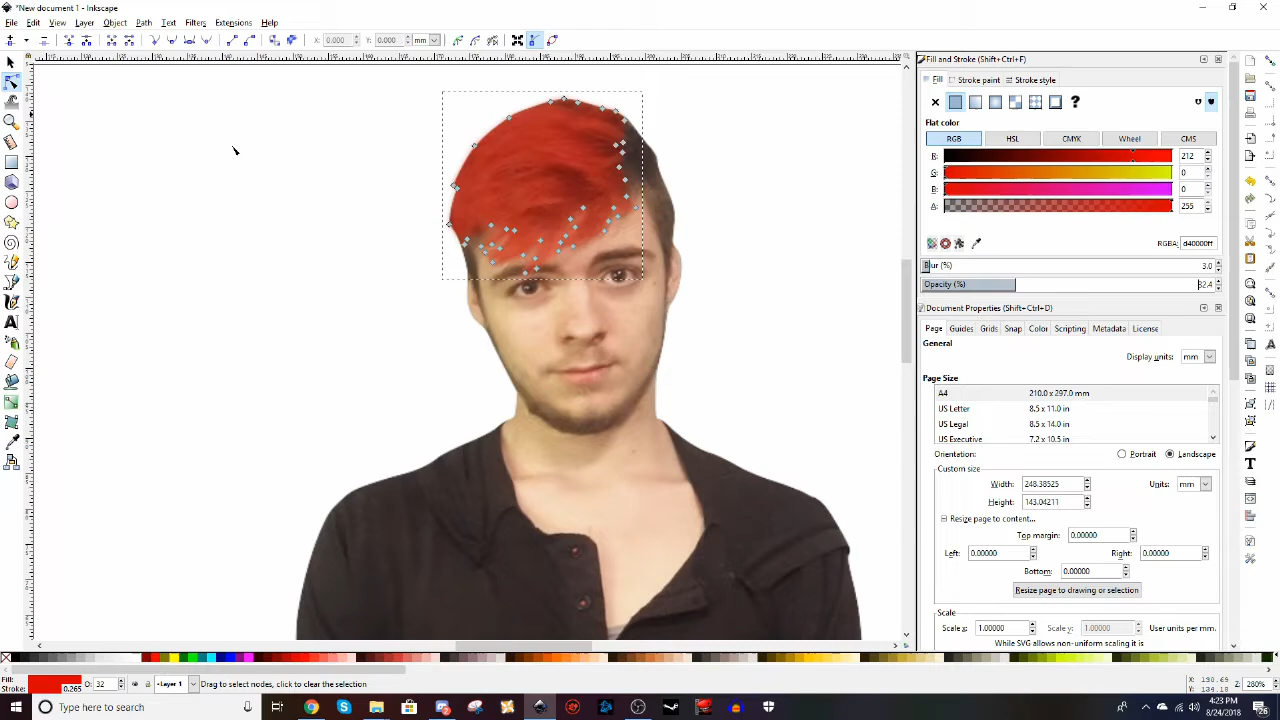 *New document 1 - Inkscape
File Edit View Layer Object Path Text Filters Extensions Help
X: 0.000 Y: 0.000 mm
Fill and Stroke (Shift+Ctrl+F)
Fill Stroke paint Stroke style
?
Flat color
RGB HSL CMYK Wheel CMS
R: 212
G: 0
B: 0
A: 255
RGBA: d40000ff
Blur (%) 3.0
Opacity (%) 32.4
Document Properties (Shift+Ctrl+D)
Page Guides Grids Snap Color Scripting Metadata License
General
Display units: mm
Page Size
A4 210.0 x 297.0 mm
US Letter 8.5 x 11.0 in
US Legal 8.5 x 14.0 in
US Executive 7.2 x 10.5 in
Orientation: Portrait Landscape
Custom size
Width: 248.38525 Units: mm
Height: 143.04211
Resize page to content...
Top margin: 0.00000
Left: 0.00000 Right: 0.00000
Bottom: 0.00000
Resize page to drawing or selection
Scale
Scale x: 1.00000 Scale y: 1.00000 User units per mm.
While SVG allows non-uniform scaling it is
Fill:
Stroke: 0.265 O: 32 Layer 1 Drag to select nodes, click to clear the selection X: 130.69 Y: 139.18 Z: 280%
Type here to search
4:23 PM
8/24/2018
26